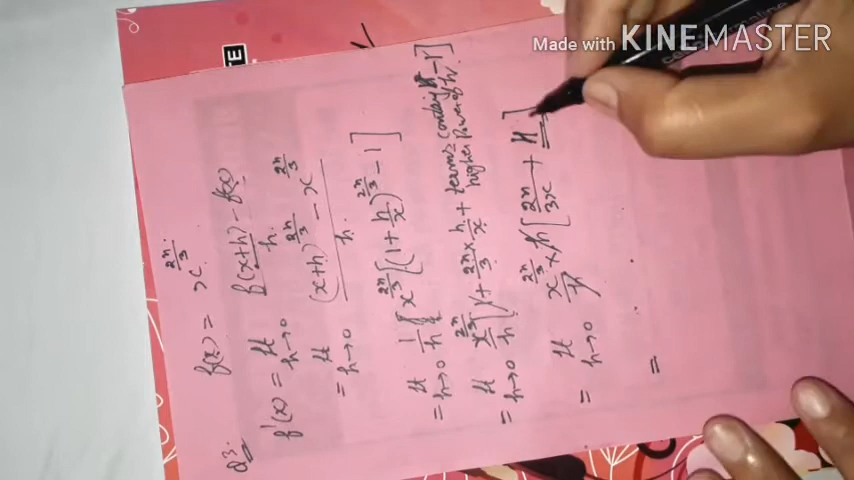 Made with KINEMASTER
TE
Q3. f(x) = x^{2n/3}
f'(x) = lt h→0 f(x+h) - f(x) / h
= lt h→0 (x+h)^{2n/3} - x^{2n/3} / h
= lt h→0 1/h { x^{2n/3} [(1 + h/x)^{2n/3} - 1]
= lt h→0 x^{2n/3}/h [1 + 2n/3 × h/x + terms containing higher power of h - 1]
= lt h→0 x^{2n/3}/h × h [2n/3x + H]
=